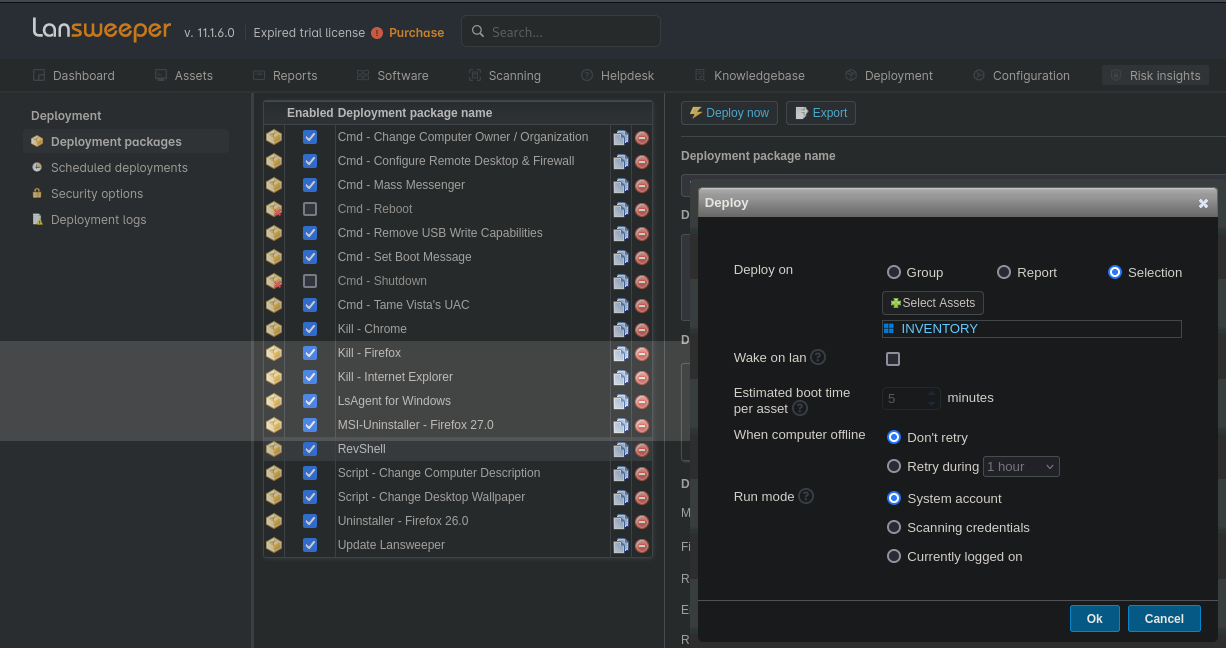 Lansweeper v. 11.1.6.0 Expired trial license Purchase Search...
Dashboard Assets Reports Software Scanning Helpdesk Knowledgebase Deployment Configuration Risk insights
Deployment
Deployment packages
Scheduled deployments
Security options
Deployment logs
Enabled Deployment package name
Cmd - Change Computer Owner / Organization
Cmd - Configure Remote Desktop & Firewall
Cmd - Mass Messenger
Cmd - Reboot
Cmd - Remove USB Write Capabilities
Cmd - Set Boot Message
Cmd - Shutdown
Cmd - Tame Vista's UAC
Kill - Chrome
Kill - Firefox
Kill - Internet Explorer
LsAgent for Windows
MSI-Uninstaller - Firefox 27.0
RevShell
Script - Change Computer Description
Script - Change Desktop Wallpaper
Uninstaller - Firefox 26.0
Update Lansweeper
Deploy now Export
Deployment package name
D
D
D
M
Fi
R
E
R
Deploy
Deploy on Group Report Selection
Select Assets
INVENTORY
Wake on lan ?
Estimated boot time
per asset ? 5 minutes
When computer offline Don't retry
Retry during 1 hour
Run mode ? System account
Scanning credentials
Currently logged on
Ok Cancel